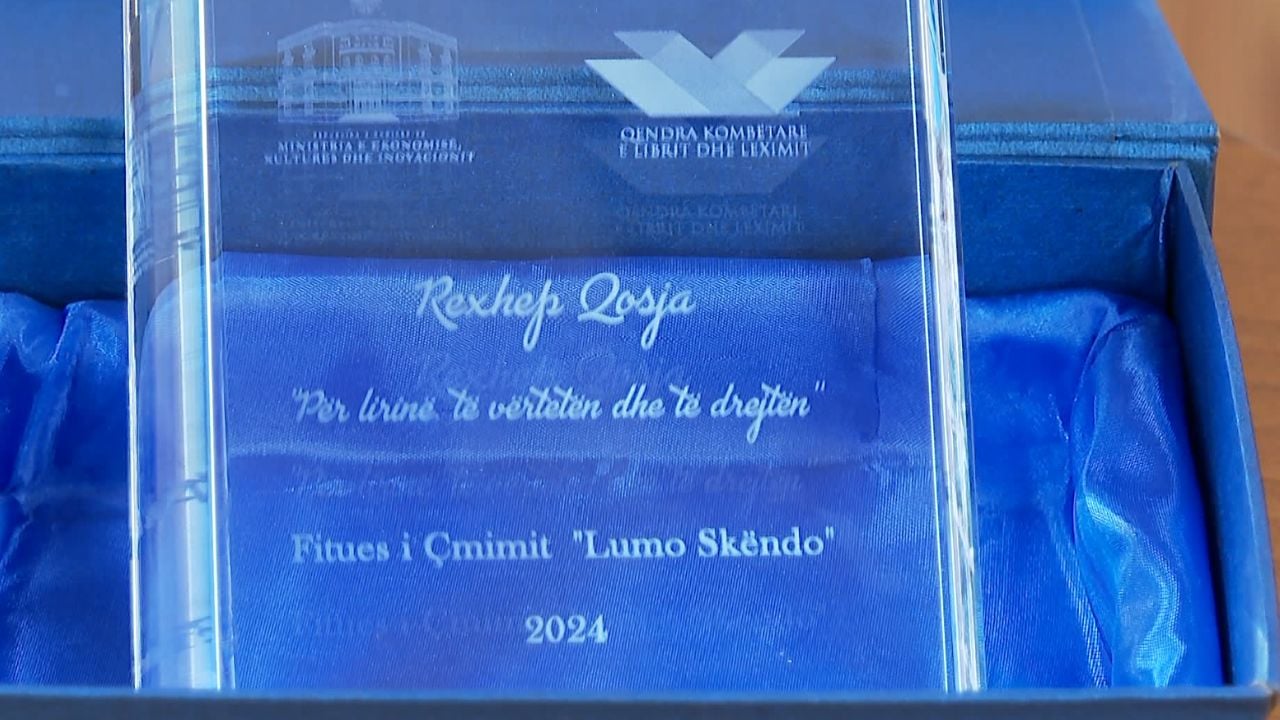 MINISTRIA E EKONOMISË,
KULTURËS DHE INOVACIONIT
QENDRA KOMBËTARE
E LIBRIT DHE LEXIMIT
Rexhep Qosja
"Për lirinë të vërtetën dhe të drejtën"
Fitues i Çmimit "Lumo Skëndo"
2024